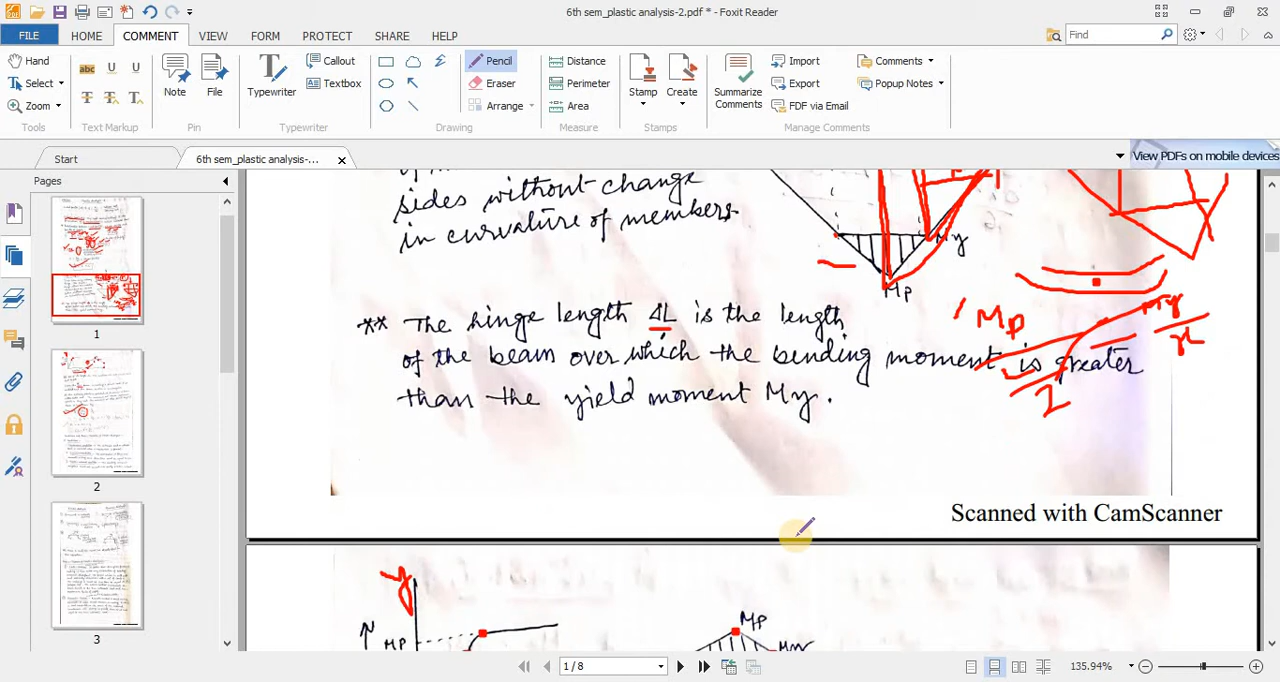 6th sem_plastic analysis-2.pdf * - Foxit Reader
FILE HOME COMMENT VIEW FORM PROTECT SHARE HELP
Find
Hand
Select
Zoom
Tools
abc U U
T T T
Text Markup
Note
File
Pin
Typewriter
Callout
Textbox
Typewriter
Pencil
Eraser
Arrange
Drawing
Distance
Perimeter
Area
Measure
Stamp
Create
Stamps
Summarize
Comments
Import
Export
FDF via Email
Comments
Popup Notes
Manage Comments
Start
6th sem_plastic analysis-...
View PDFs on mobile devices
Pages
1
2
3
sides without change
in curvature of members.
My
MP
** The hinge length ΔL is the length
of the beam over which the bending moment is greater
than the yield moment My.
MP
2
Scanned with CamScanner
y
MP
MP
1 / 8
135.94%